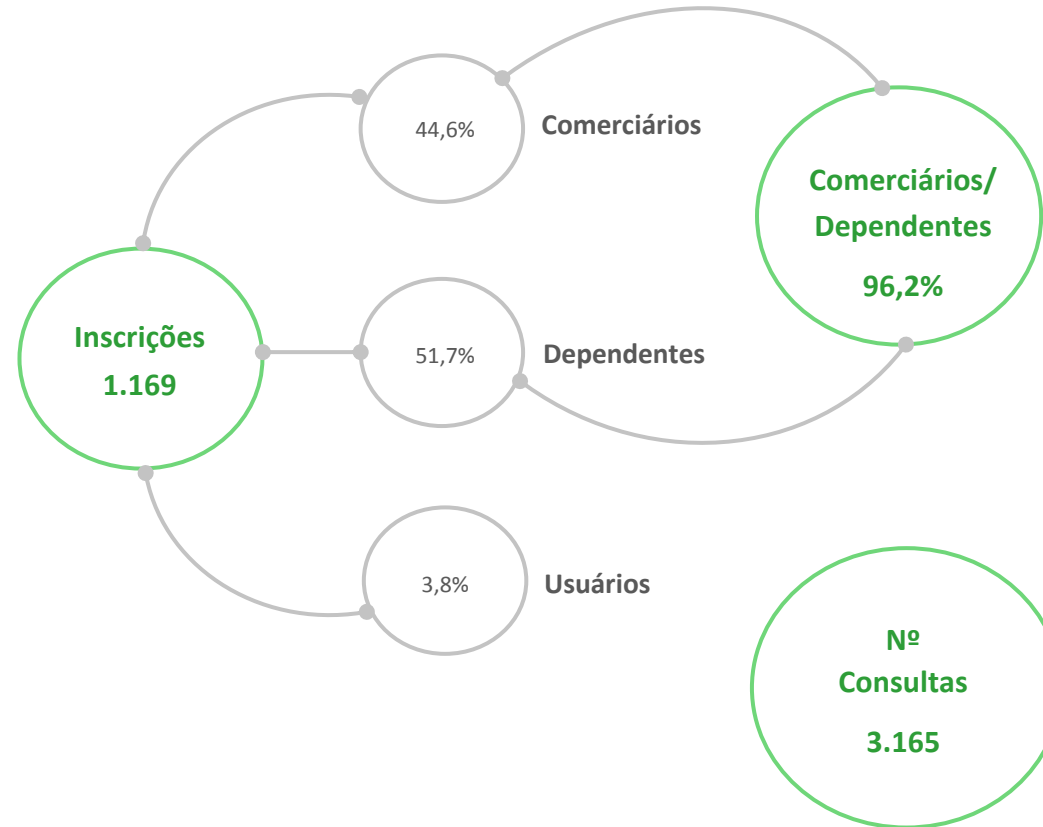 44,6%
Comerciários
Comerciários/
Dependentes
96,2%
Inscrições
1.169
51,7%
Dependentes
3,8%
Usuários
Nº
Consultas
3.165